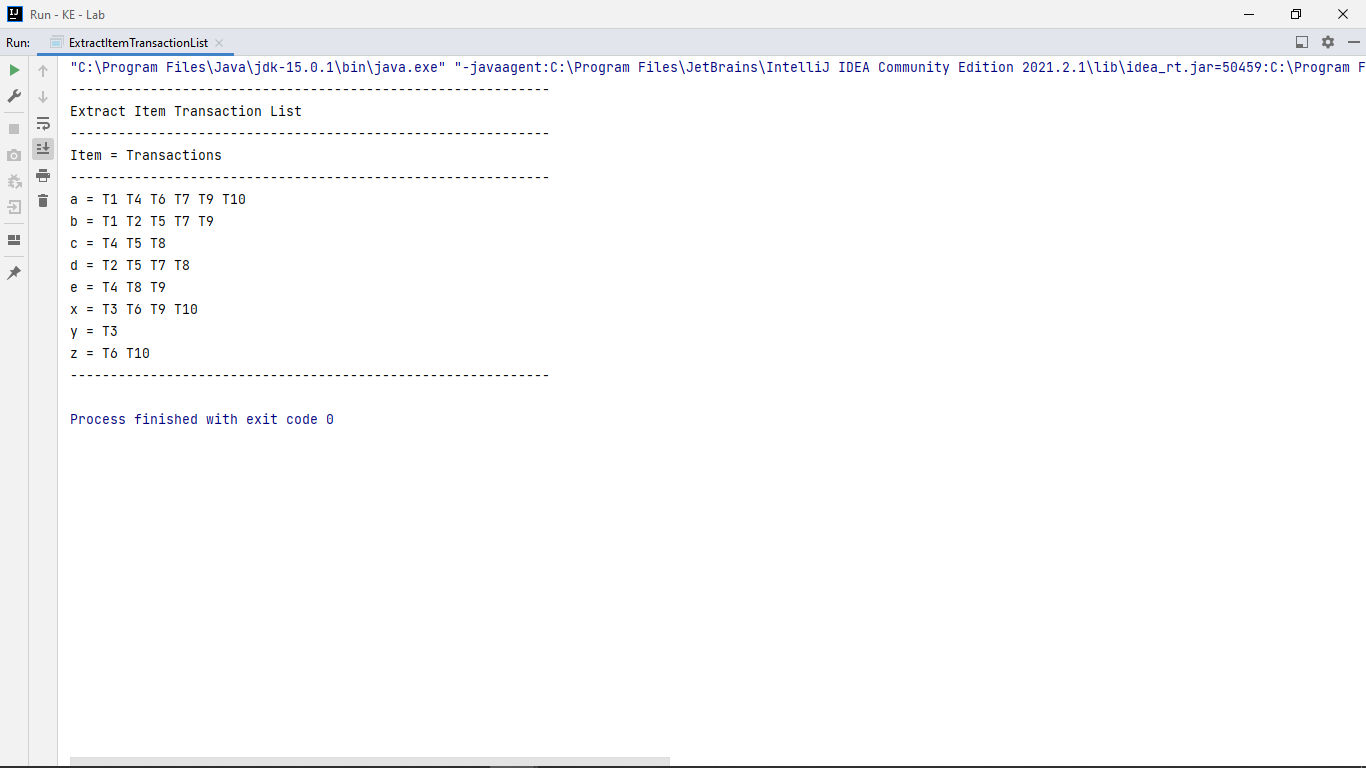 Run - KE - Lab
Run: ExtractItemTransactionList
"C:\Program Files\Java\jdk-15.0.1\bin\java.exe" "-javaagent:C:\Program Files\JetBrains\IntelliJ IDEA Community Edition 2021.2.1\lib\idea_rt.jar=50459:C:\Program F
------------------------------------------------------------
Extract Item Transaction List
------------------------------------------------------------
Item = Transactions
------------------------------------------------------------
a = T1 T4 T6 T7 T9 T10
b = T1 T2 T5 T7 T9
c = T4 T5 T8
d = T2 T5 T7 T8
e = T4 T8 T9
x = T3 T6 T9 T10
y = T3
z = T6 T10
------------------------------------------------------------
Process finished with exit code 0